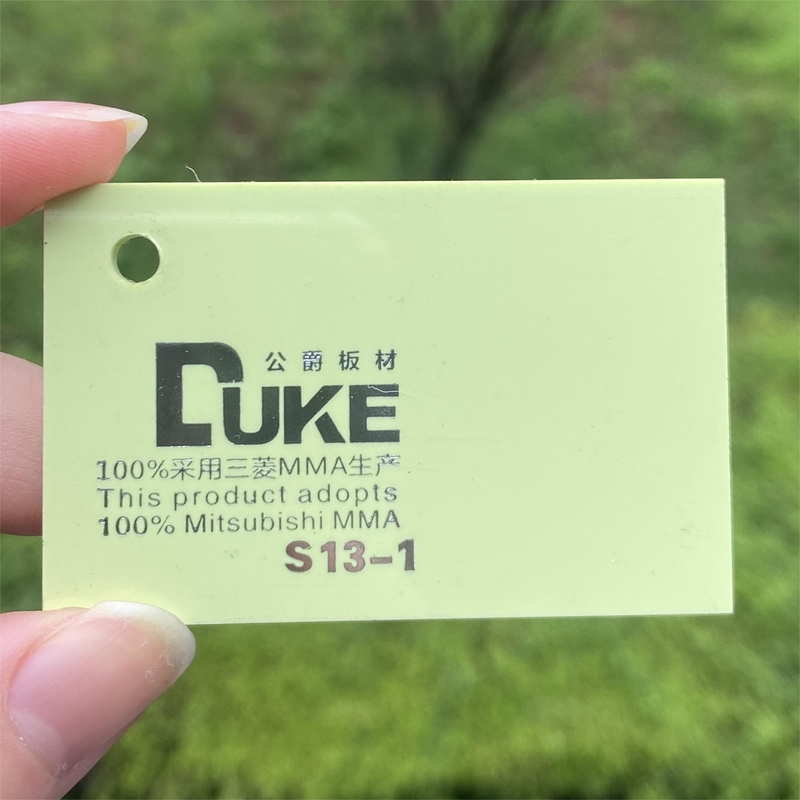 公爵板材
DUKE
100%采用三菱MMA生产
This product adopts
100% Mitsubishi MMA
S13-1